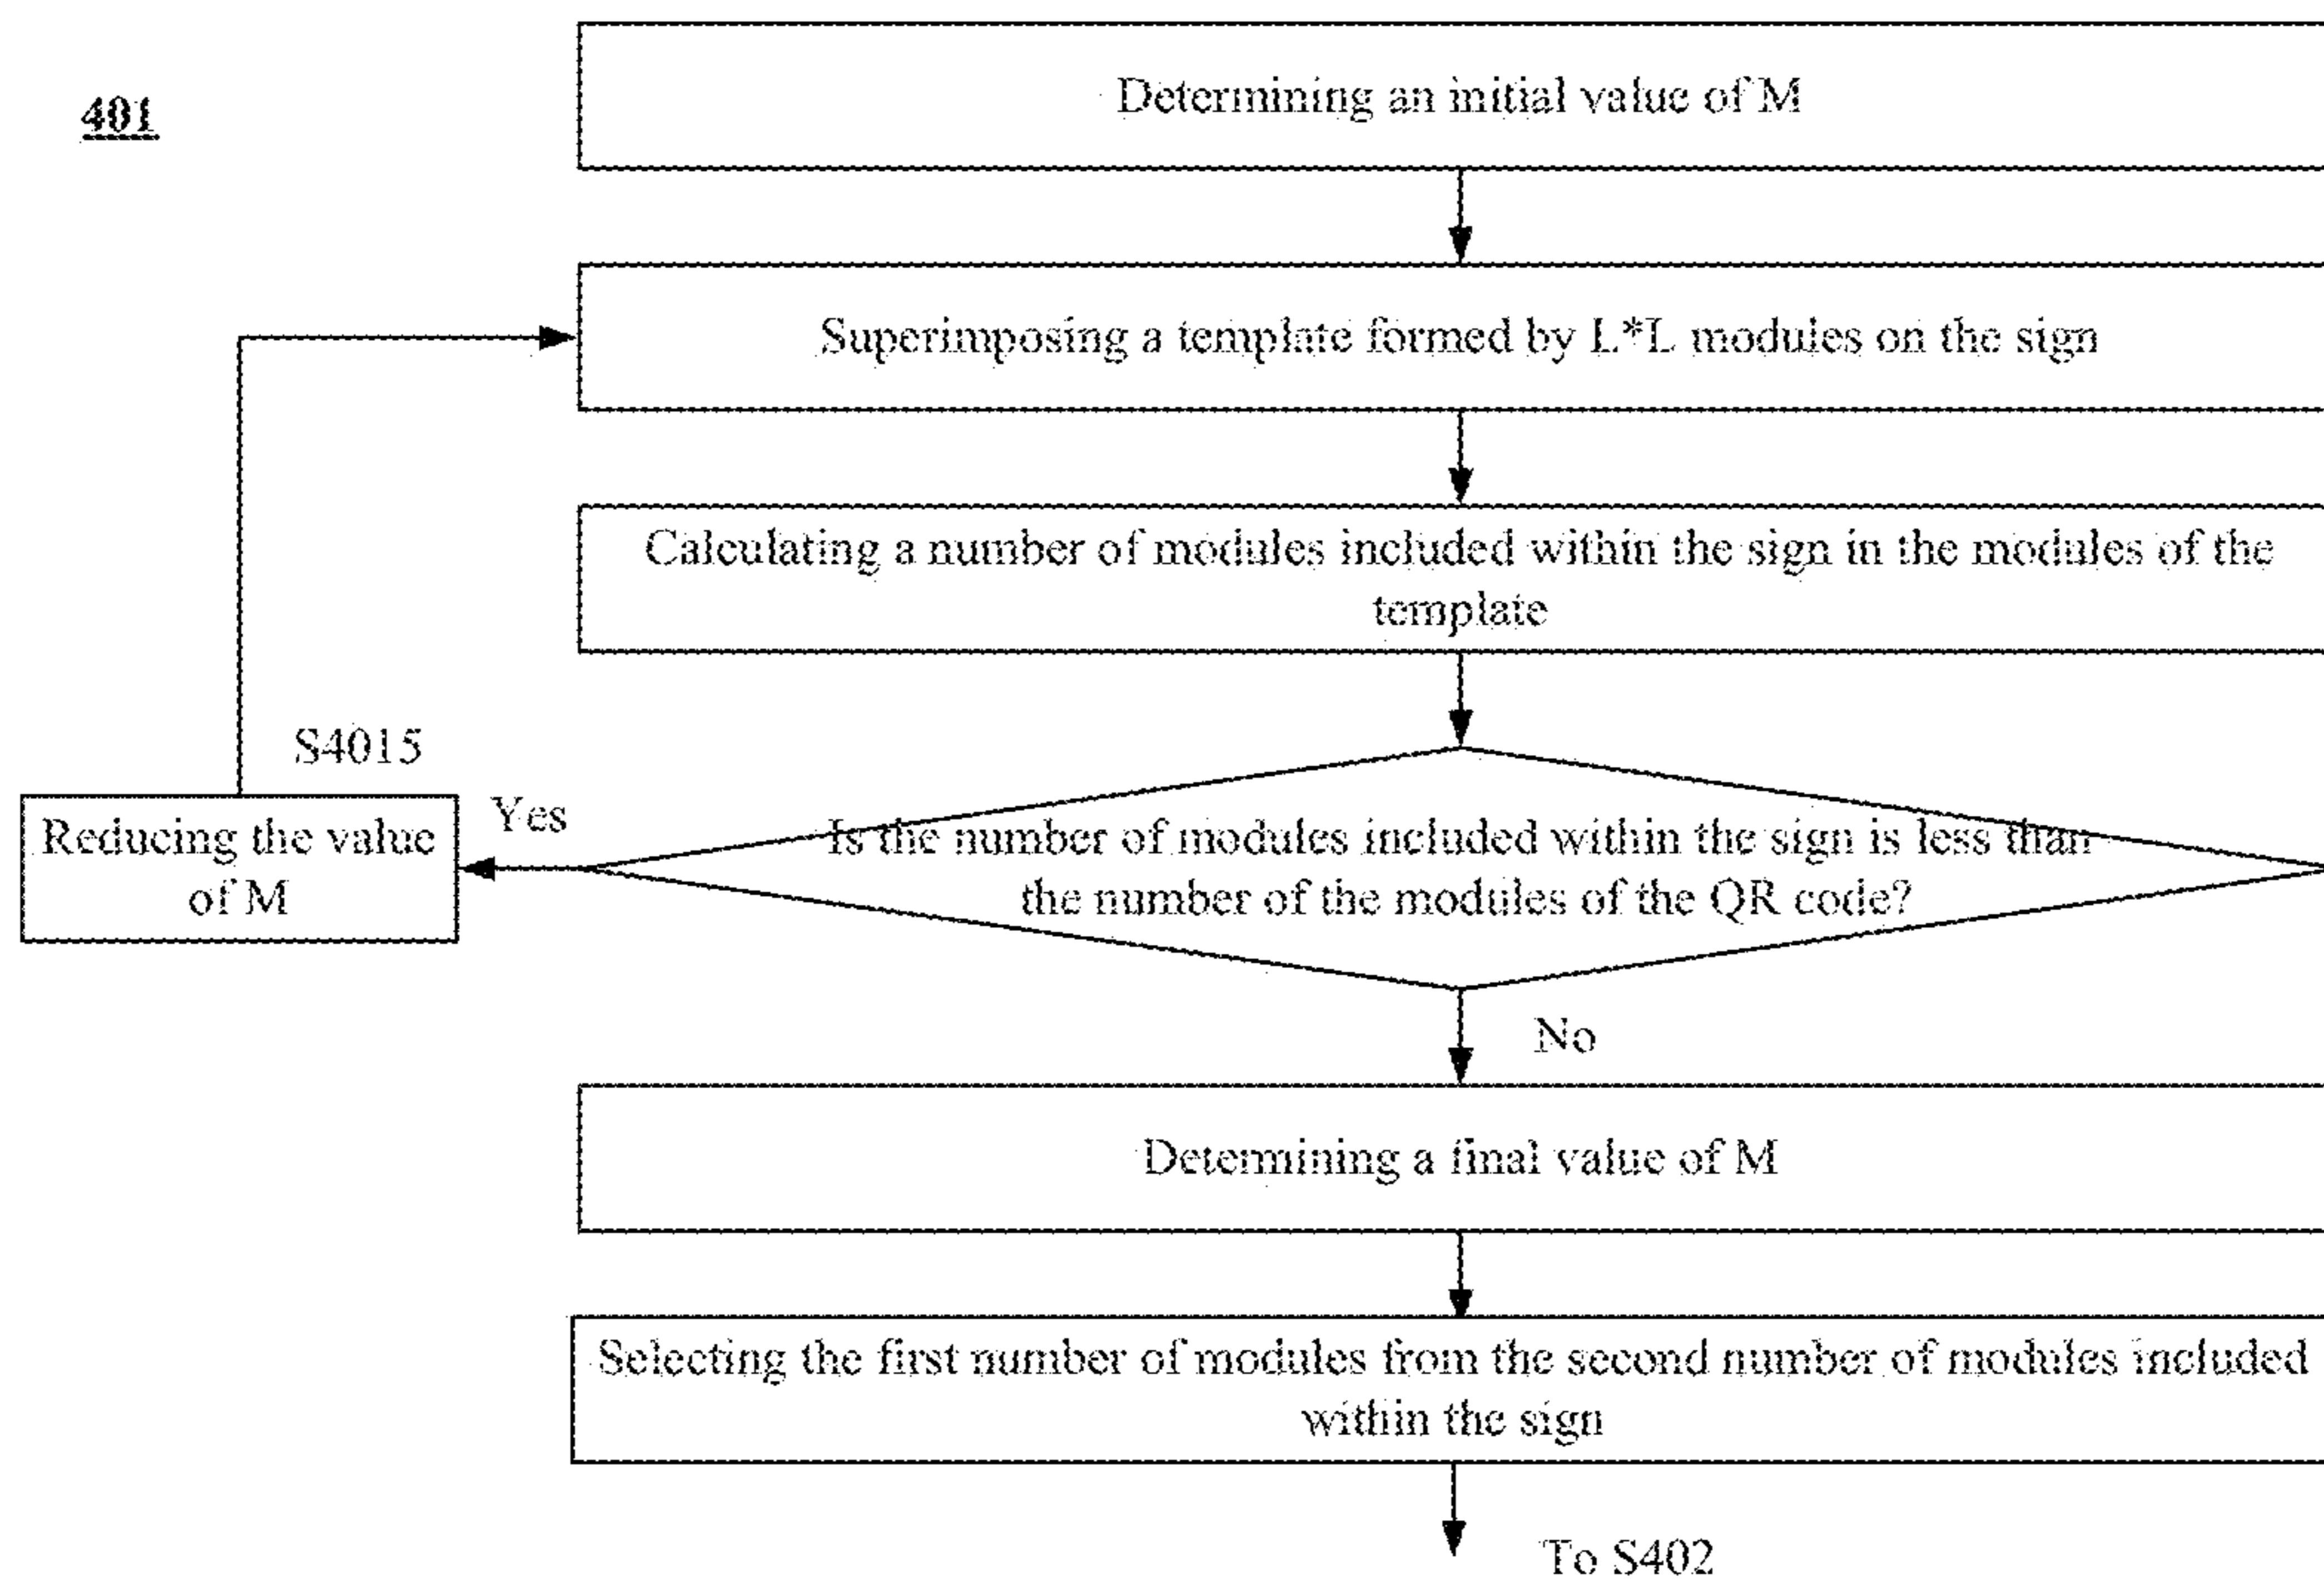 401
Determining an initial value of M
Superimposing a template formed by L*L modules on the sign
Calculating a number of modules included within the sign in the modules of the
template
S4015
Reducing the value
of M
Yes
Is the number of modules included within the sign is less than
the number of the modules of the QR code?
No
Determining a final value of M
Selecting the first number of modules from the second number of modules included
within the sign
To S402